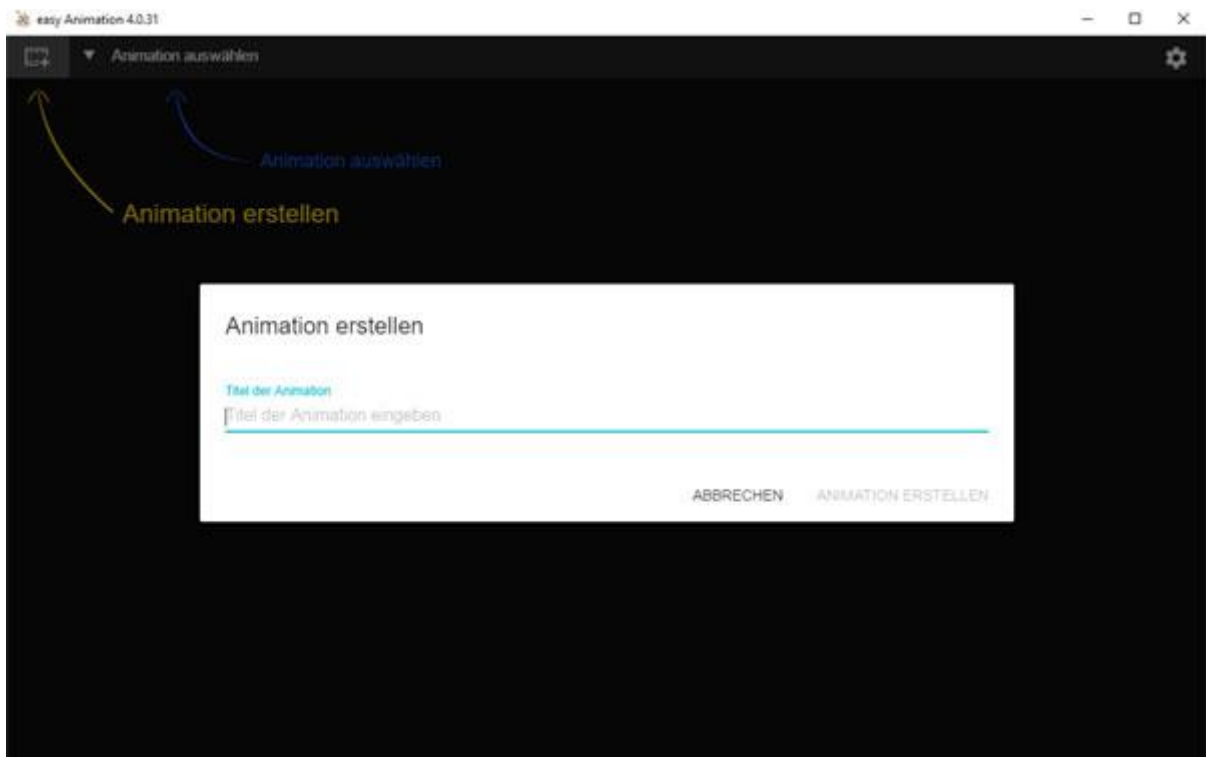 easy Animation 4.0.31
Animation auswählen
Animation auswählen
Animation erstellen
Animation erstellen
Titel der Animation
Titel der Animation eingeben
ABBRECHEN ANIMATION ERSTELLEN